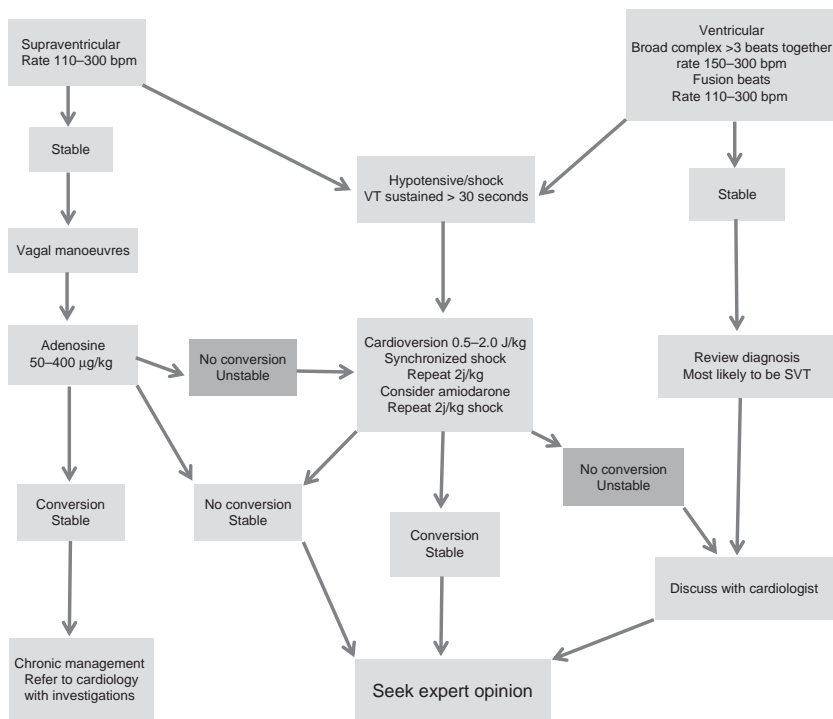 Supraventricular
Rate 110–300 bpm
Ventricular
Broad complex >3 beats together
rate 150–300 bpm
Fusion beats
Rate 110–300 bpm
Stable
Hypotensive/shock
VT sustained > 30 seconds
Stable
Vagal manoeuvres
Adenosine
50–400 μg/kg
No conversion
Unstable
Cardioversion 0.5–2.0 J/kg
Synchronized shock
Repeat 2j/kg
Consider amiodarone
Repeat 2j/kg shock
Review diagnosis
Most likely to be SVT
No conversion
Unstable
Conversion
Stable
No conversion
Stable
Conversion
Stable
Discuss with cardiologist
Chronic management
Refer to cardiology
with investigations
Seek expert opinion